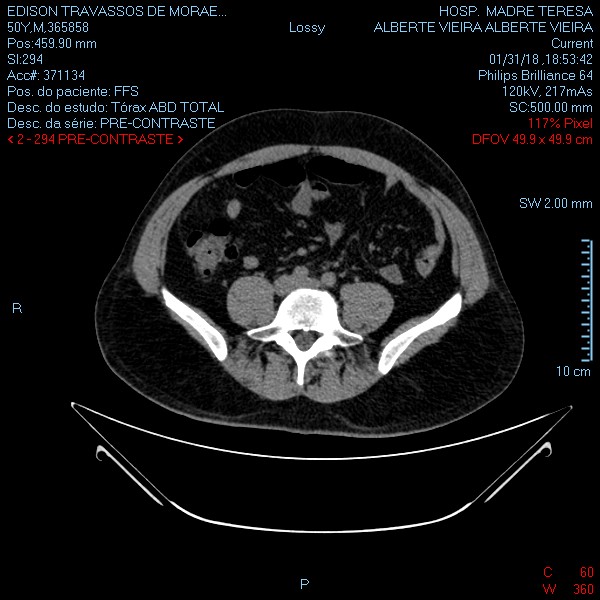 EDISON TRAVASSOS DE MORAE...
50Y,M,365858
Pos:459.90 mm
Sl:294
Acc#: 371134
Pos. do paciente: FFS
Desc. do estudo: Tórax ABD TOTAL
Desc. da série: PRE-CONTRASTE
< 2 - 294 PRE-CONTRASTE >
Lossy
HOSP. MADRE TERESA
ALBERTE VIEIRA ALBERTE VIEIRA
Current
01/31/18 ,18:53:42
Philips Brilliance 64
120kV, 217mAs
SC:500.00 mm
117% Pixel
DFOV 49.9 x 49.9 cm
SW 2.00 mm
R
10 cm
P
C 60
W 360